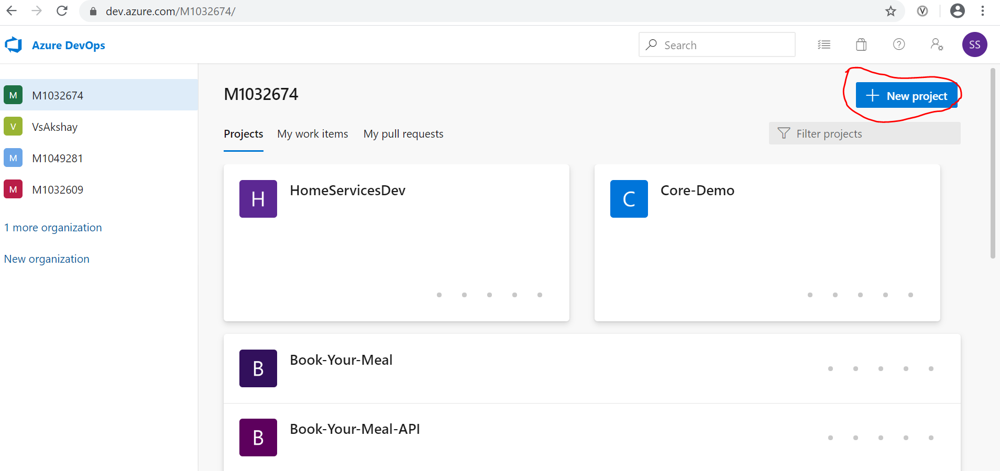 dev.azure.com/M1032674/
Azure DevOps
Search
SS
M M1032674
V VsAkshay
M M1049281
M M1032609
1 more organization
New organization
M1032674
New project
Projects My work items My pull requests
Filter projects
H HomeServicesDev
C Core-Demo
B Book-Your-Meal
B Book-Your-Meal-API